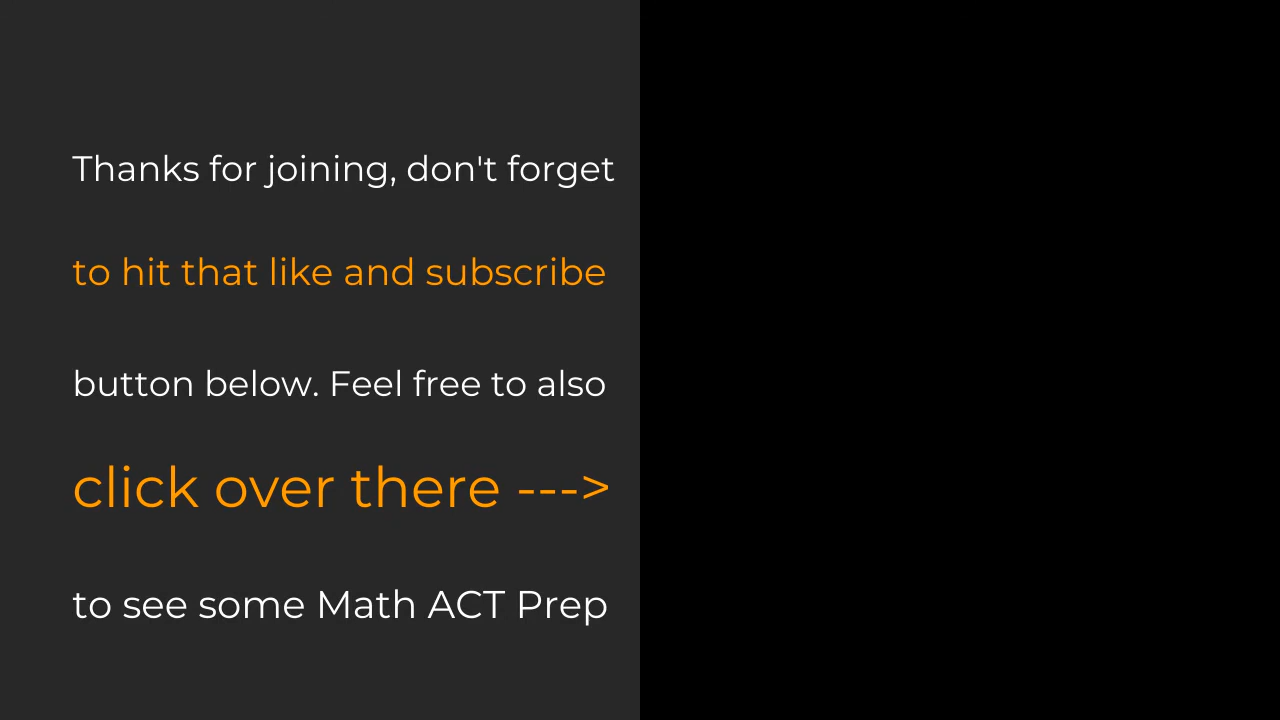 Thanks for joining, don't forget
to hit that like and subscribe
button below. Feel free to also
click over there --->
to see some Math ACT Prep